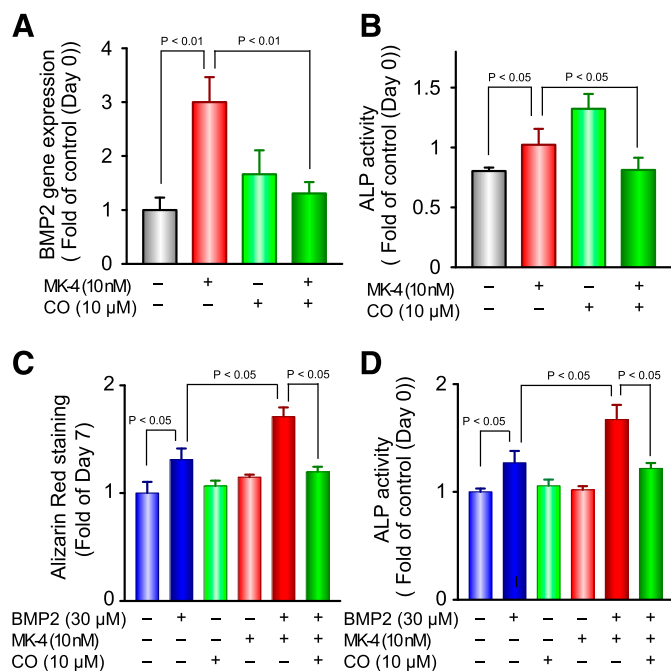 A
BMP2 gene expression
( Fold of control (Day 0))
4
3
2
1
0
P < 0.01
P < 0.01
MK-4(10nM) – + – +
CO (10 µM) – – + +
B
ALP activity
( Fold of control (Day 0))
1.5
1
0.5
0
P < 0.05
P < 0.05
MK-4(10nM) – + – +
CO (10 µM) – – + +
C
Alizarin Red staining
(Fold of Day 7)
2
1
0
P < 0.05
P < 0.05
P < 0.05
BMP2 (30 µM) – + – – + +
MK-4(10nM) – – – + + +
CO (10 µM) – – + – – +
D
ALP activity
( Fold of control (Day 0))
2
1
0
P < 0.05
P < 0.05
P < 0.05
BMP2 (30 µM) – + – – + +
MK-4(10nM) – – – + + +
CO (10 µM) – – + – – +